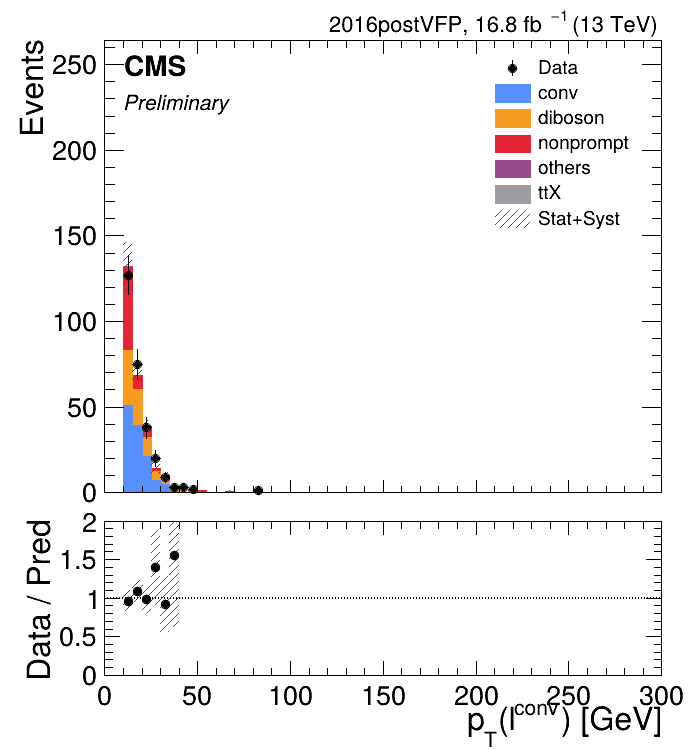 2016postVFP, 16.8 fb⁻¹ (13 TeV)
Events
250
200
150
100
50
0
CMS
Preliminary
Data
conv
diboson
nonprompt
others
ttX
Stat+Syst
Data / Pred
2
1.5
1
0.5
0
0 50 100 150 200 250 300
p_T(l^conv) [GeV]